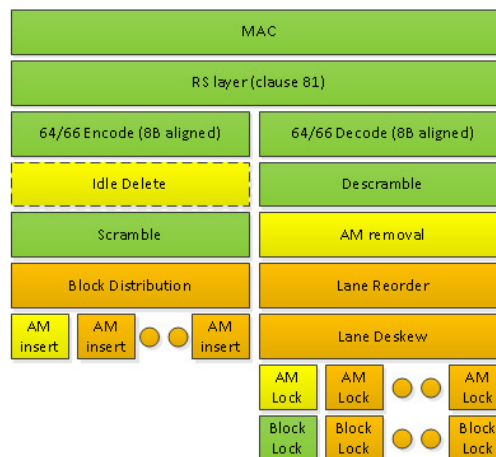 MAC
RS layer (clause 81)
64/66 Encode (8B aligned)
64/66 Decode (8B aligned)
Idle Delete
Descramble
Scramble
AM removal
Block Distribution
Lane Reorder
AM
insert
AM
insert
AM
insert
Lane Deskew
AM
Lock
AM
Lock
AM
Lock
Block
Lock
Block
Lock
Block
Lock